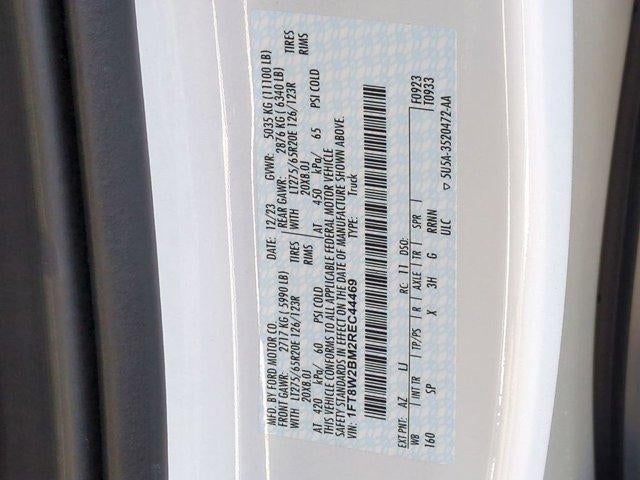 MFD. BY FORD MOTOR CO. DATE: 12/23 GVWR: 5035 KG (11100 LB)
FRONT GAWR: 2717 KG ( 5990 LB) REAR GAWR: 2876 KG ( 6340 LB)
WITH LT275/65R20E 126/123R TIRES WITH LT275/65R20E 126/123R TIRES
20X8.0J RIMS 20X8.0J RIMS
AT 420 kPa/ 60 PSI COLD AT 450 kPa/ 65 PSI COLD
THIS VEHICLE CONFORMS TO ALL APPLICABLE FEDERAL MOTOR VEHICLE
SAFETY STANDARDS IN EFFECT ON THE DATE OF MANUFACTURE SHOWN ABOVE.
VIN: 1FT8W2BM2REC44469 TYPE: Truck
F0923
T0933
EXT PNT: AZ LJ RC: 11 DSO:
WB INT TR TP/PS R AXLE TR SPR
160 SP X 3H G RRNN
ULC 5U5A-3520472-AA